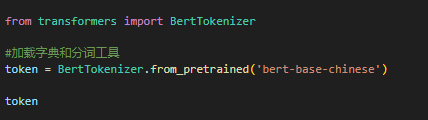 from transformers import BertTokenizer
#加载字典和分词工具
token = BertTokenizer.from_pretrained('bert-base-chinese')
token